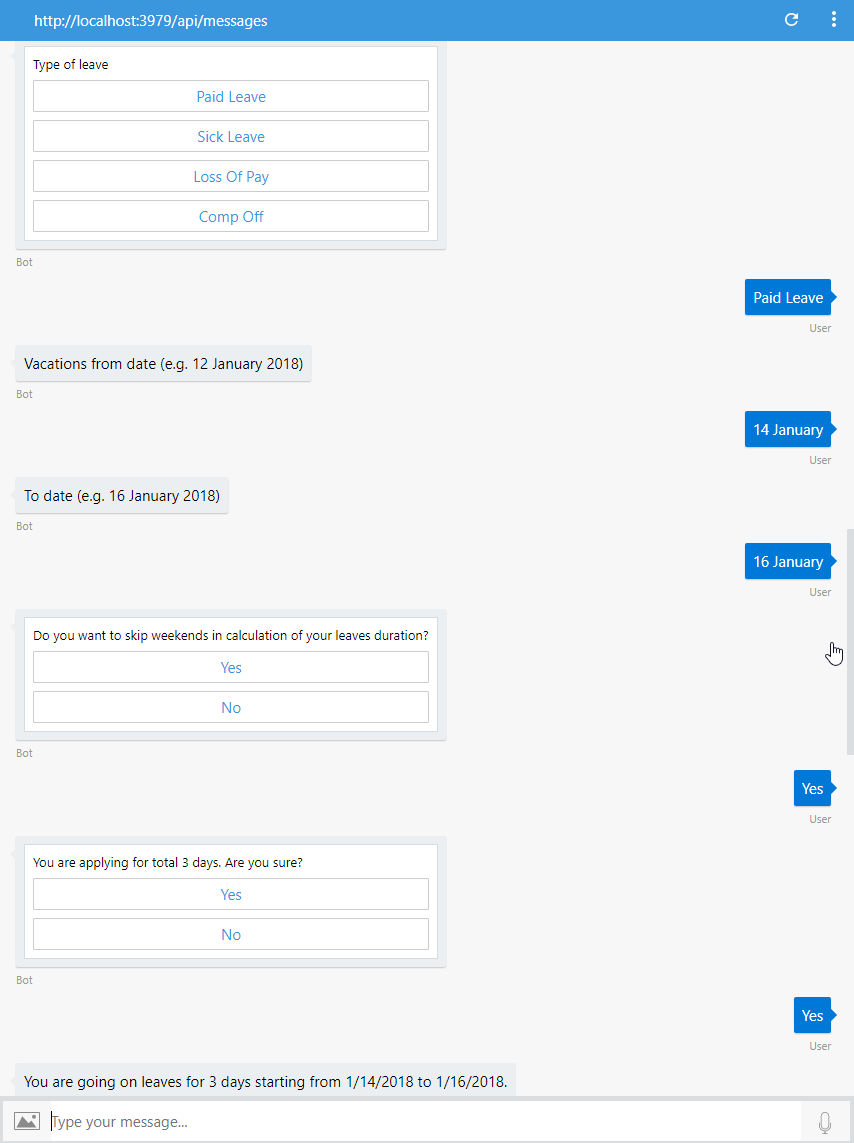 http://localhost:3979/api/messages
Type of leave
Paid Leave
Sick Leave
Loss Of Pay
Comp Off
Bot
Paid Leave
User
Vacations from date (e.g. 12 January 2018)
Bot
14 January
User
To date (e.g. 16 January 2018)
Bot
16 January
User
Do you want to skip weekends in calculation of your leaves duration?
Yes
No
Bot
Yes
User
You are applying for total 3 days. Are you sure?
Yes
No
Bot
Yes
User
You are going on leaves for 3 days starting from 1/14/2018 to 1/16/2018.
Type your message...